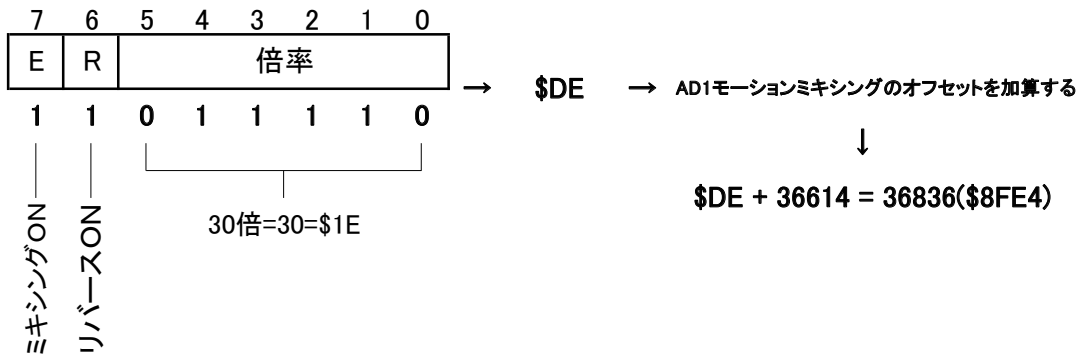 7 6 5 4 3 2 1 0
E R 倍率
→ $DE → AD1モーションミキシングのオフセットを加算する
1 1 0 1 1 1 1 0
↓
$DE + 36614 = 36836($8FE4)
30倍=30=$1E
ミキシングON
リバースON